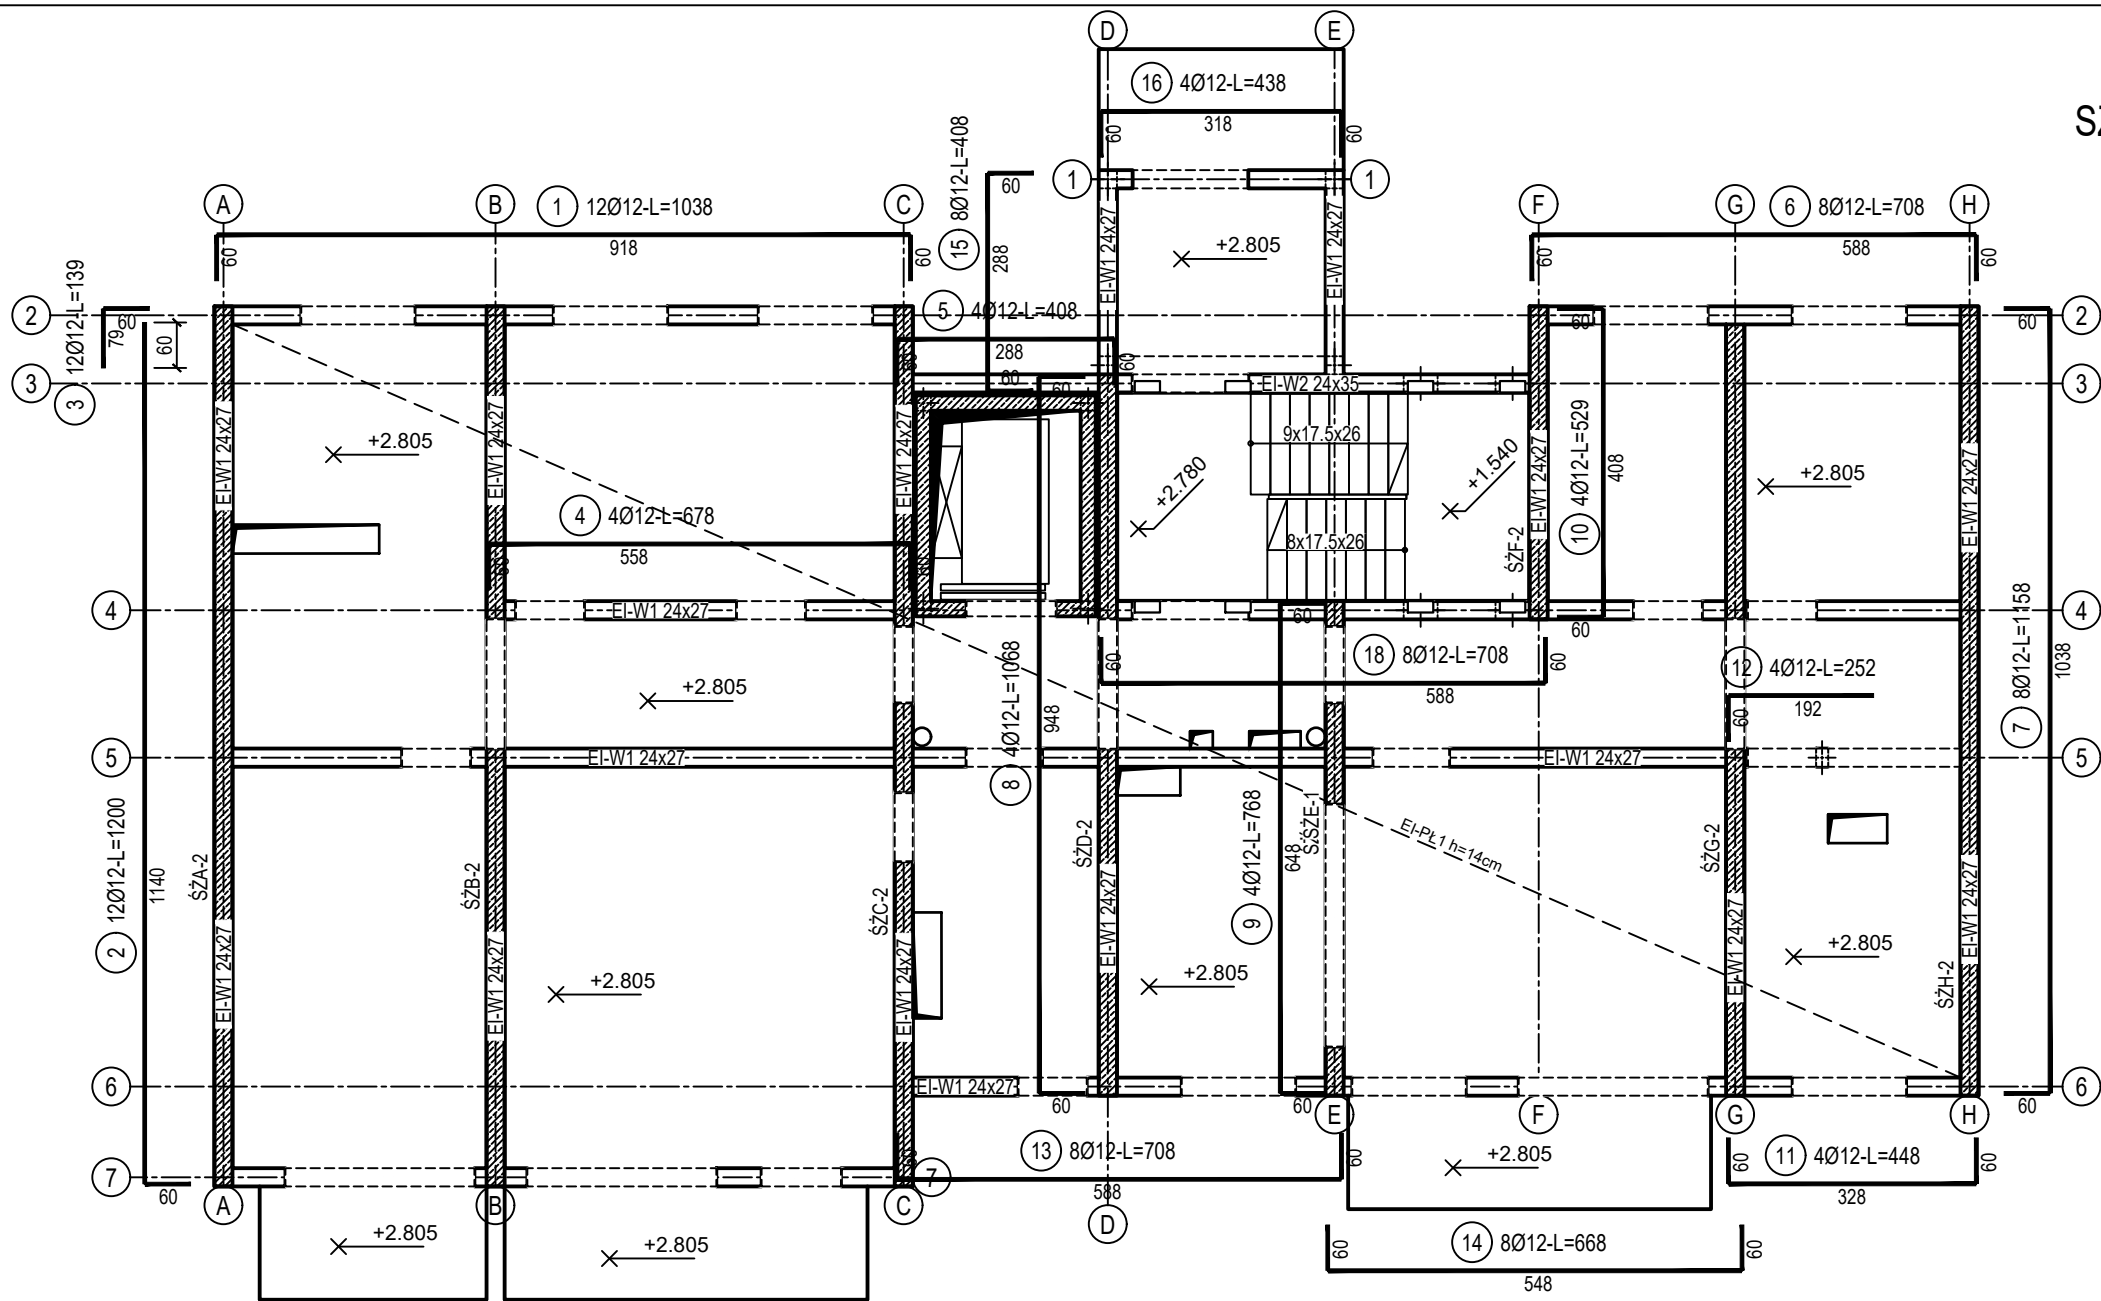 D
E
16 4Ø12-L=438
318
60
60
SŻ
15 8Ø12-L=408
60
288
60
1
1
EI-W1 24x27
EI-W1 24x27
+2.805
A
B
1 12Ø12-L=1038
C
918
60
60
F
G
6 8Ø12-L=708
H
588
60
60
2
3 12Ø12-L=139
60
79
60
5 4Ø12-L=408
288
60
60
60
60
2
3
EI-W2 24x35
3
EI-W1 24x27
EI-W1 24x27
EI-W1 24x27
+2.805
9x17.5x26
8x17.5x26
+2.780
+1.540
EI-W1 24x27
ŚŻF-2
10 4Ø12-L=529
408
60
+2.805
EI-W1 24x27
4 4Ø12-L=678
558
60
4
EI-W1 24x27
60
4
60
18 8Ø12-L=708
60
60
588
12 4Ø12-L=252
60
192
7 8Ø12-L=1158
1038
60
60
+2.805
8 4Ø12-L=1068
948
60
5
EI-W1 24x27
EI-W1 24x27
5
2 12Ø12-L=1200
1140
60
ŚŻA-2
ŚŻB-2
ŚŻC-2
ŚŻD-2
9 4Ø12-L=768
648
60
ŚŻE-1
EI-PŁ1 h=14cm
ŚŻG-2
ŚŻH-2
EI-W1 24x27
EI-W1 24x27
EI-W1 24x27
EI-W1 24x27
EI-W1 24x27
EI-W1 24x27
+2.805
+2.805
+2.805
6
EI-W1 24x27
6
E
F
G
H
13 8Ø12-L=708
588
60
60
+2.805
11 4Ø12-L=448
60
60
328
7
7
A
B
C
D
+2.805
+2.805
14 8Ø12-L=668
60
60
548